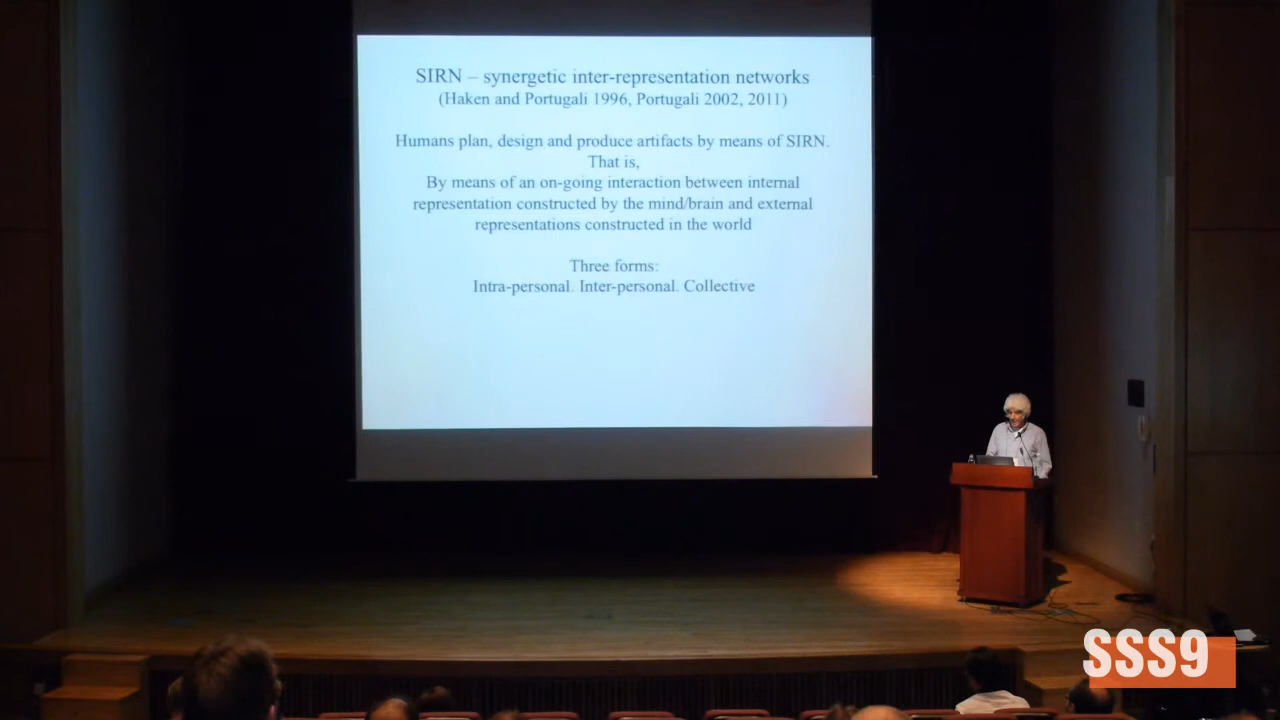 SIRN – synergetic inter-representation networks
(Haken and Portugali 1996, Portugali 2002, 2011)
Humans plan, design and produce artifacts by means of SIRN.
That is,
By means of an on-going interaction between internal
representation constructed by the mind/brain and external
representations constructed in the world
Three forms:
Intra-personal. Inter-personal. Collective
SSS9